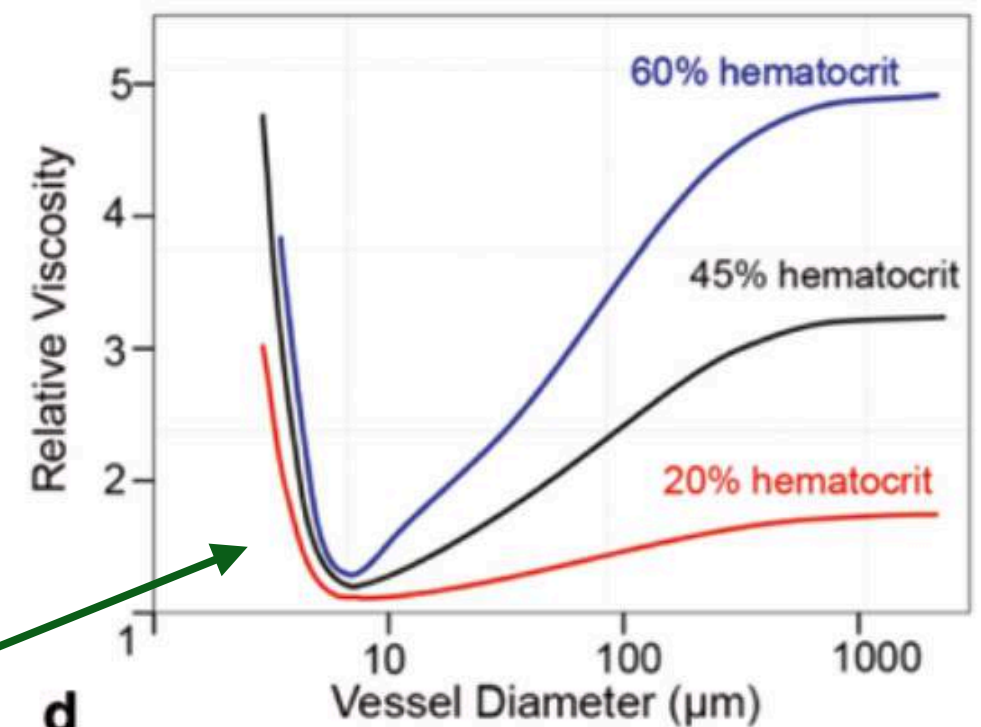 60% hematocrit
5
4
45% hematocrit
3
20% hematocrit
2
1
10
100
1000
Relative Viscosity
Vessel Diameter (µm)
d